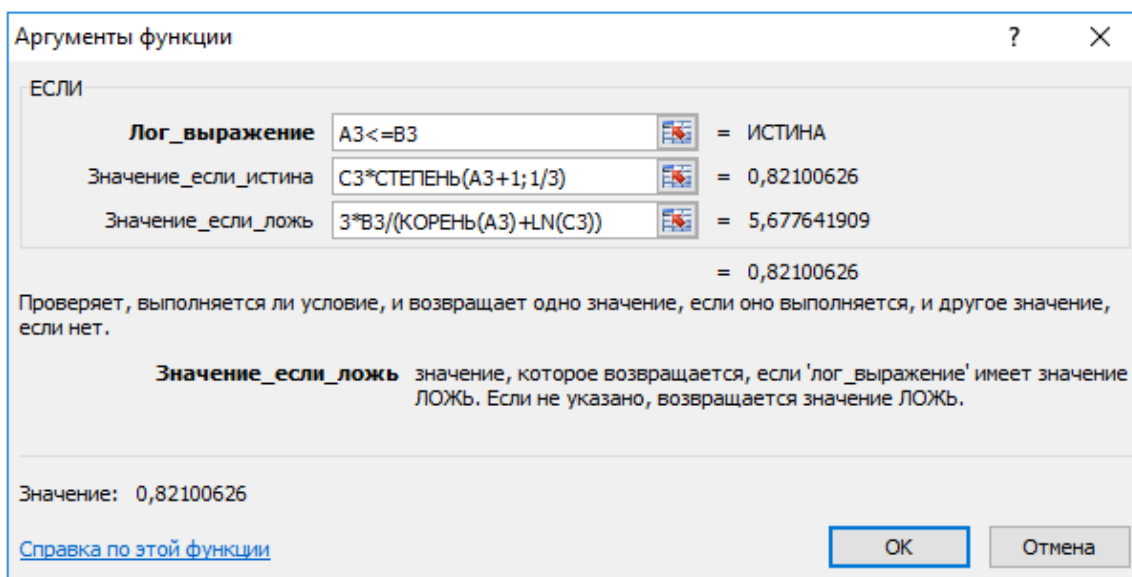 Аргументы функции ? X
ЕСЛИ
Лог_выражение A3<=B3 = ИСТИНА
Значение_если_истина C3*СТЕПЕНЬ(A3+1;1/3) = 0,82100626
Значение_если_ложь 3*B3/(КОРЕНЬ(A3)+LN(C3)) = 5,677641909
= 0,82100626
Проверяет, выполняется ли условие, и возвращает одно значение, если оно выполняется, и другое значение,
если нет.
Значение_если_ложь значение, которое возвращается, если 'лог_выражение' имеет значение
ЛОЖЬ. Если не указано, возвращается значение ЛОЖЬ.
Значение: 0,82100626
Справка по этой функции ОК Отмена